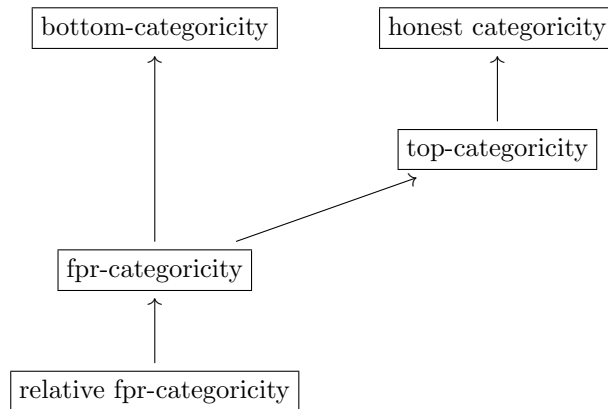 bottom-categoricity
honest categoricity
top-categoricity
fpr-categoricity
relative fpr-categoricity